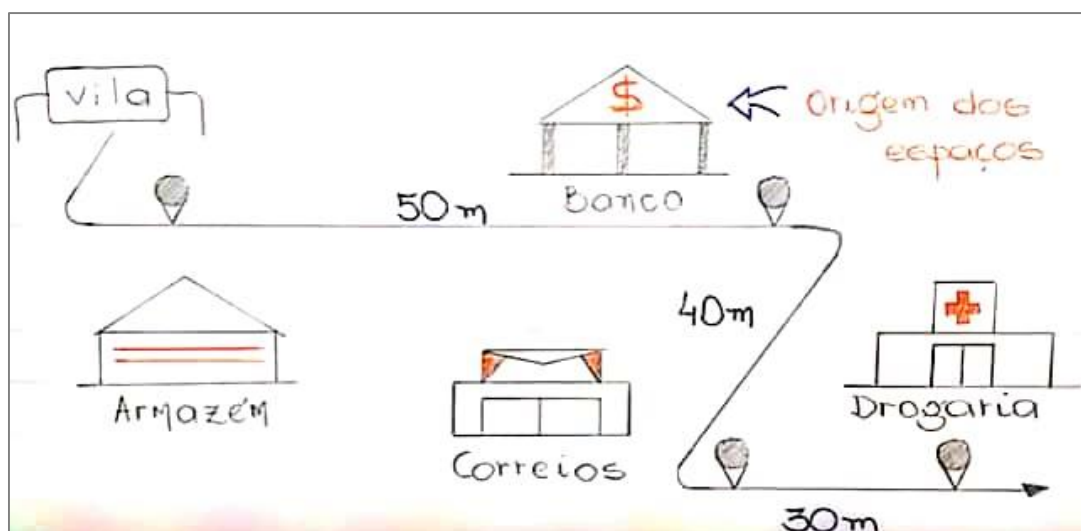 Vila
$
Origem dos
espaços
Banco
50m
40m
Armazém
Correios
Drogaria
30m